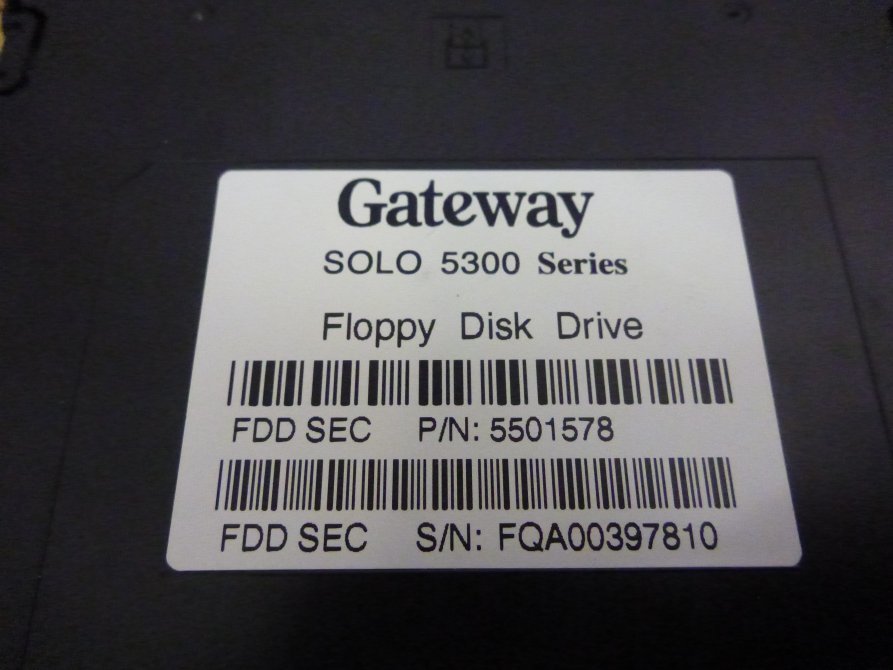 Gateway
SOLO 5300 Series
Floppy Disk Drive
FDD SEC P/N: 5501578
FDD SEC S/N: FQA00397810